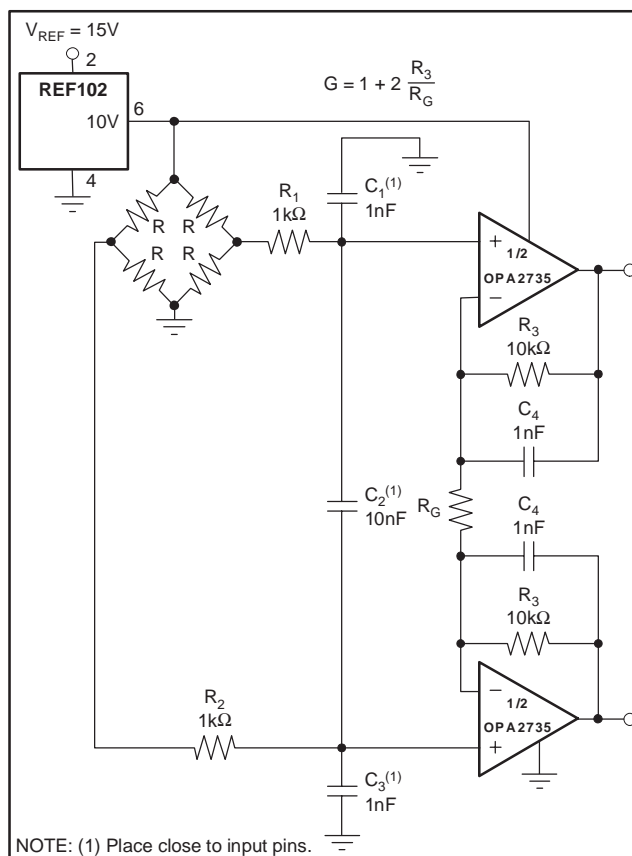 VREF = 15V
2
REF102
6
10V
4
G = 1 + 2 R3
RG
R1
1kΩ
C1(1)
1nF
R R
R R
+
1/2
OPA2735
−
R3
10kΩ
C4
1nF
C2(1)
10nF
RG
C4
1nF
R3
10kΩ
R2
1kΩ
−
1/2
OPA2735
+
C3(1)
1nF
NOTE: (1) Place close to input pins.